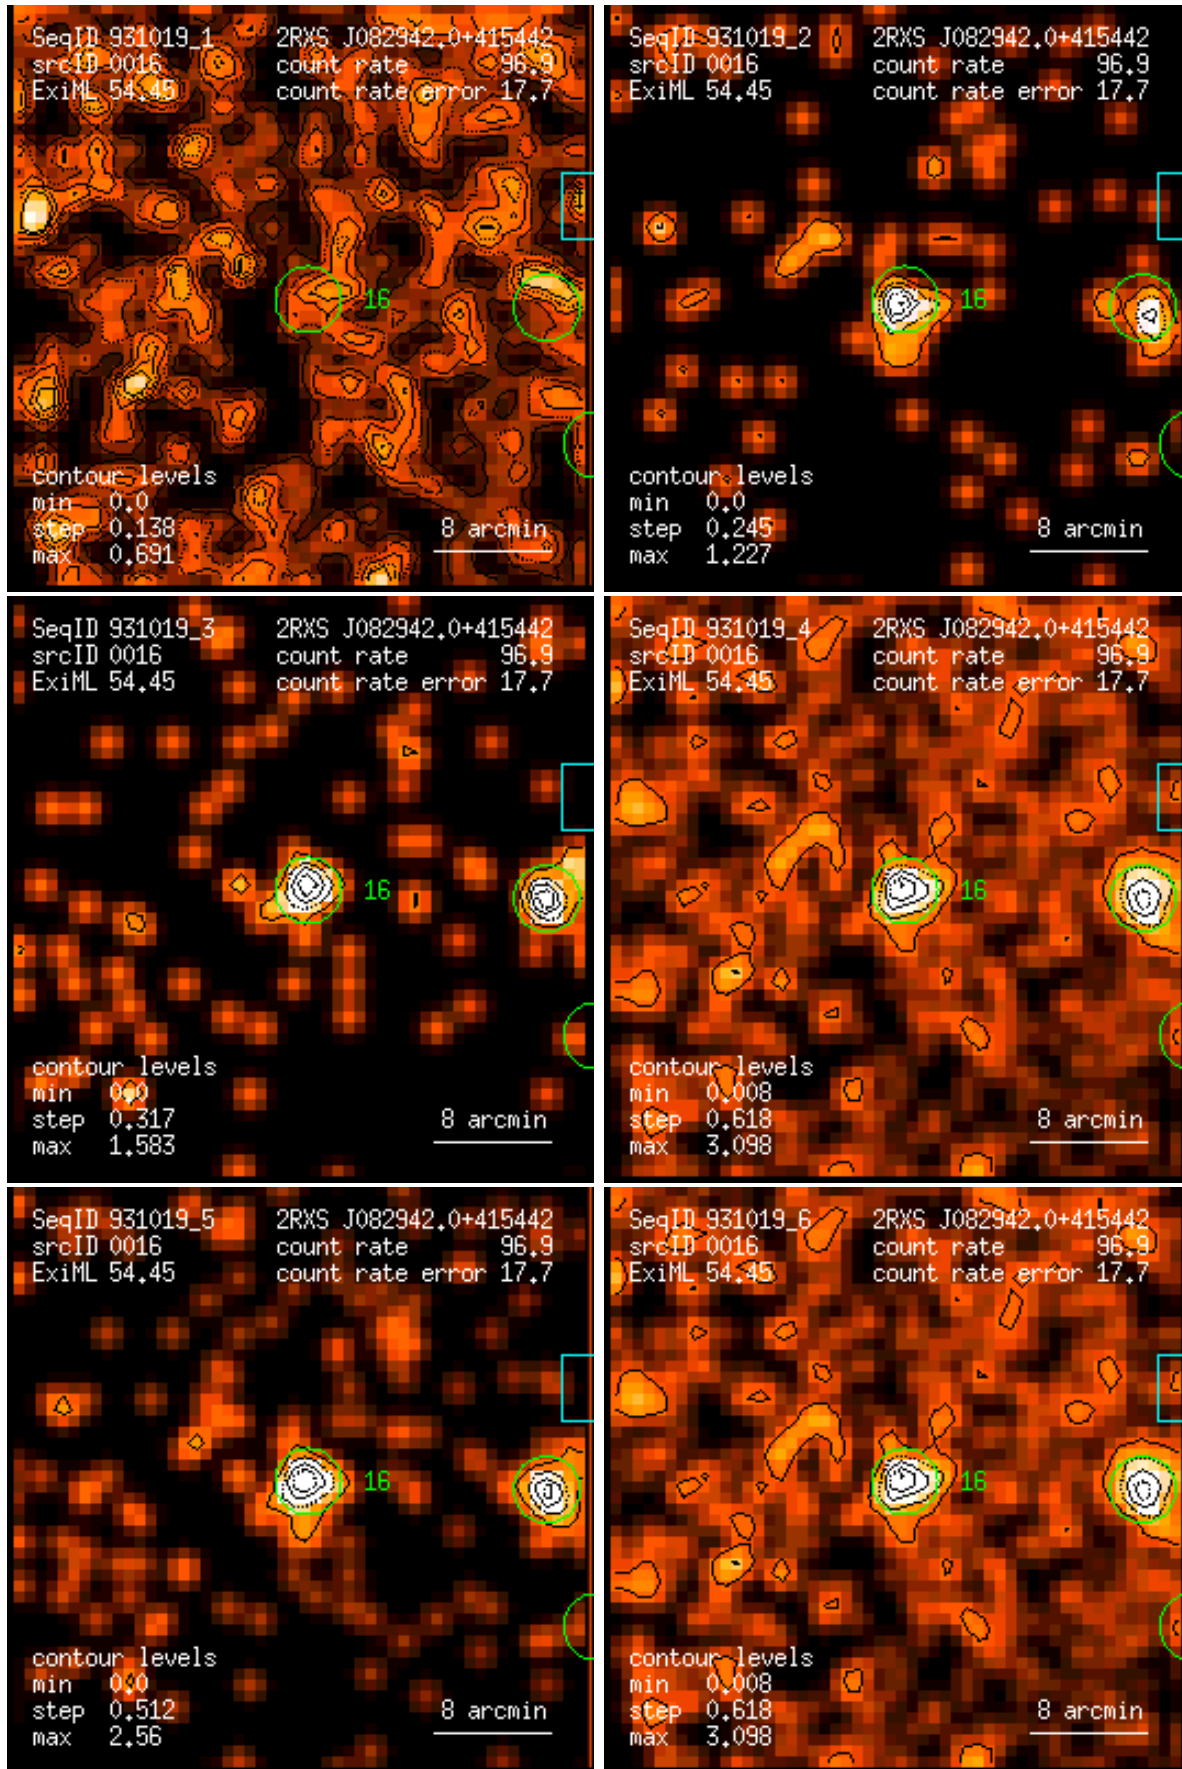 SeqID 931019_1 2RXS J082942.0+415442
srcID 0016 count rate 96.9
ExiML 54.45 count rate error 17.7
16
contour levels
min 0.0
step 0.138 8 arcmin
max 0.691
SeqID 931019_2 2RXS J082942.0+415442
srcID 0016 count rate 96.9
ExiML 54.45 count rate error 17.7
16
contour levels
min 0.0
step 0.245 8 arcmin
max 1.227
SeqID 931019_3 2RXS J082942.0+415442
srcID 0016 count rate 96.9
ExiML 54.45 count rate error 17.7
16
contour levels
min 0.0
step 0.317 8 arcmin
max 1.583
SeqID 931019_4 2RXS J082942.0+415442
srcID 0016 count rate 96.9
ExiML 54.45 count rate error 17.7
16
contour levels
min 0.008
step 0.618 8 arcmin
max 3.098
SeqID 931019_5 2RXS J082942.0+415442
srcID 0016 count rate 96.9
ExiML 54.45 count rate error 17.7
16
contour levels
min 0.0
step 0.512 8 arcmin
max 2.56
SeqID 931019_6 2RXS J082942.0+415442
srcID 0016 count rate 96.9
ExiML 54.45 count rate error 17.7
16
contour levels
min 0.008
step 0.618 8 arcmin
max 3.098